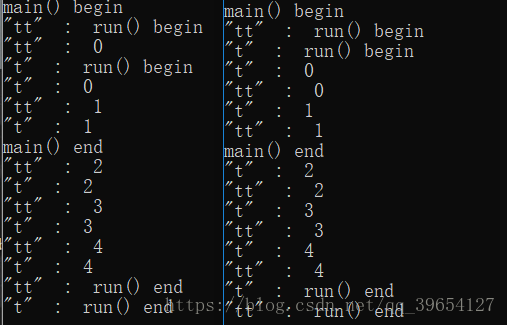 main() begin
"tt" : run() begin
"tt" : 0
"t" : run() begin
"t" : 0
"tt" : 1
"t" : 1
main() end
"tt" : 2
"t" : 2
"tt" : 3
"t" : 3
"tt" : 4
"t" : 4
"tt" : run() end
"t" : run() end
main() begin
"tt" : run() begin
"t" : run() begin
"t" : 0
"tt" : 0
"t" : 1
"tt" : 1
main() end
"t" : 2
"tt" : 2
"t" : 3
"tt" : 3
"t" : 4
"tt" : 4
"t" : run() end
"tt" : run() end
https://blog.csdn.net/qq_39654127